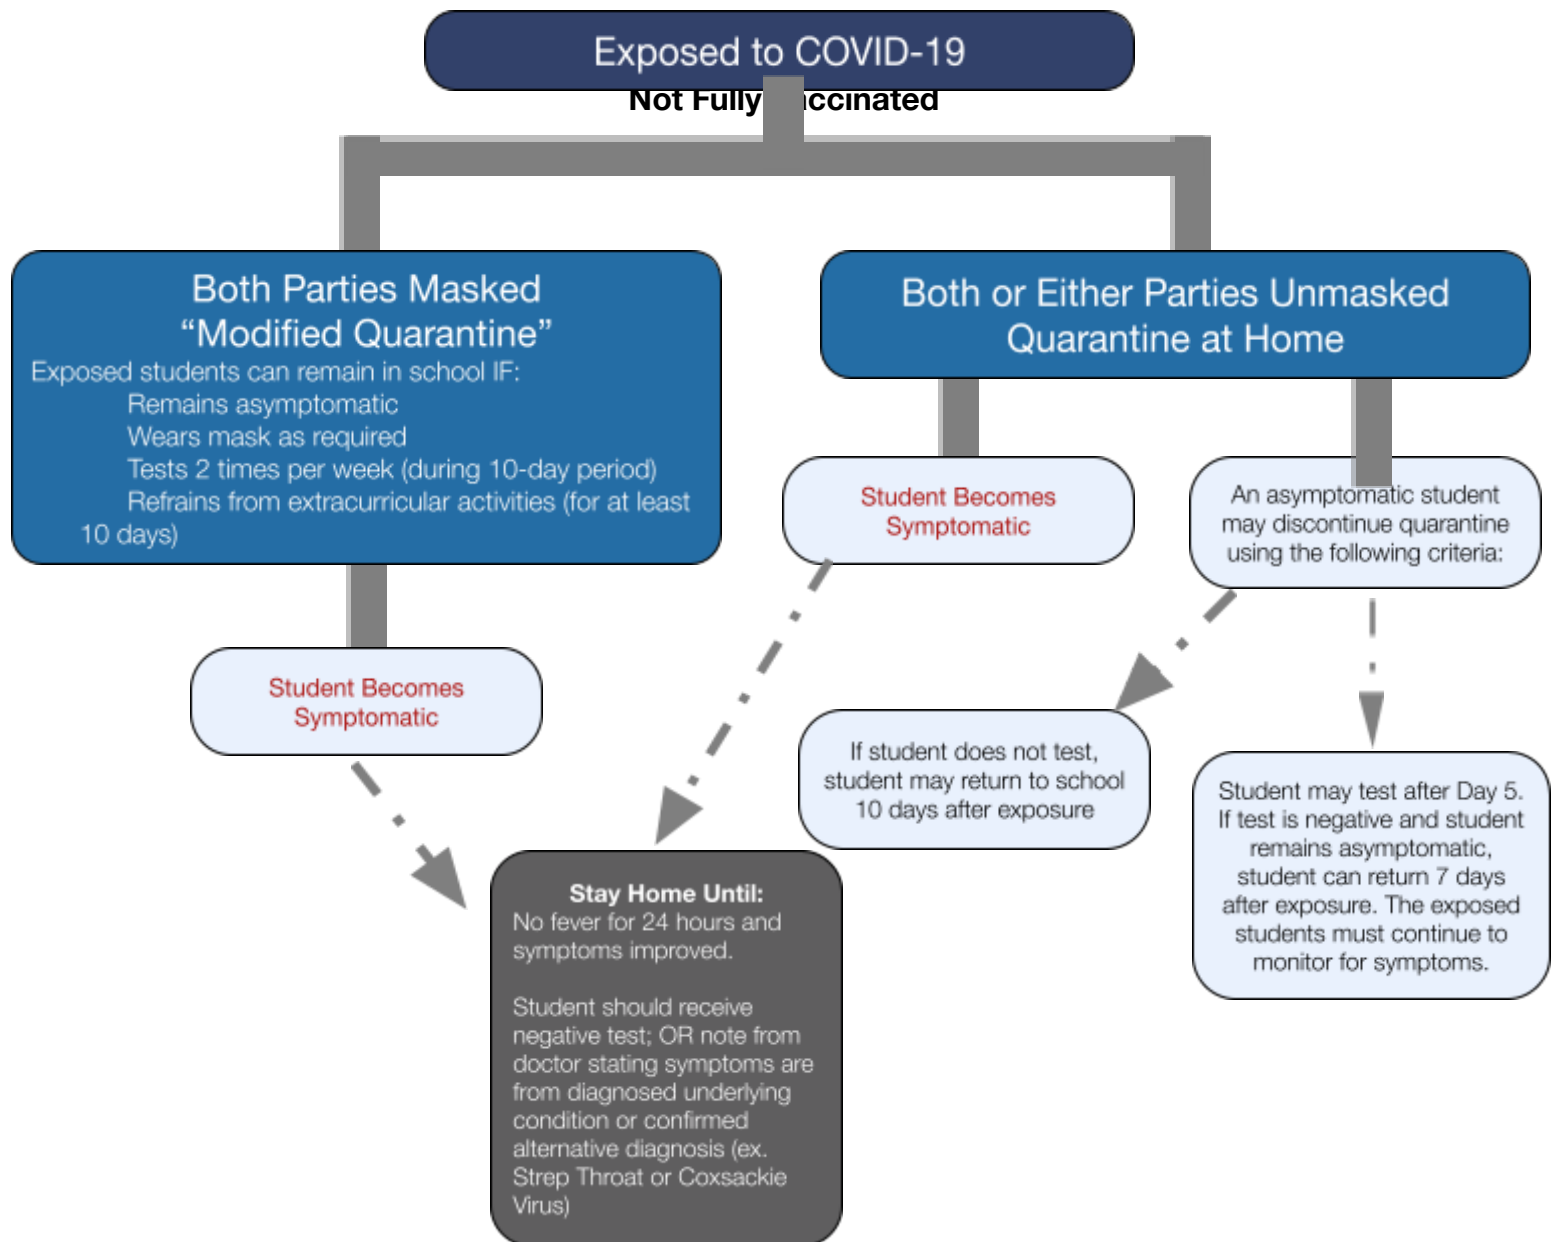 Exposed to COVID-19
Not Fully ccinated
Both Parties Masked
“Modified Quarantine”
Exposed students can remain in school IF:
Remains asymptomatic
Wears mask as required
Tests 2 times per week (during 10-day period)
Refrains from extracurricular activities (for at least
10 days)
Both or Either Parties Unmasked
Quarantine at Home
Student Becomes
Symptomatic
An asymptomatic student
may discontinue quarantine
using the following criteria:
Student Becomes
Symptomatic
If student does not test,
student may return to school
10 days after exposure
Student may test after Day 5.
If test is negative and student
remains asymptomatic,
student can return 7 days
after exposure. The exposed
students must continue to
monitor for symptoms.
Stay Home Until:
No fever for 24 hours and
symptoms improved.
Student should receive
negative test; OR note from
doctor stating symptoms are
from diagnosed underlying
condition or confirmed
alternative diagnosis (ex.
Strep Throat or Coxsackie
Virus)